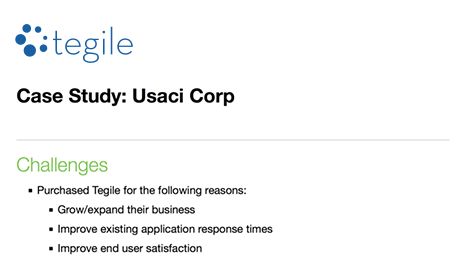 tegile
Case Study: Usaci Corp
Challenges
▪ Purchased Tegile for the following reasons:
▪ Grow/expand their business
▪ Improve existing application response times
▪ Improve end user satisfaction